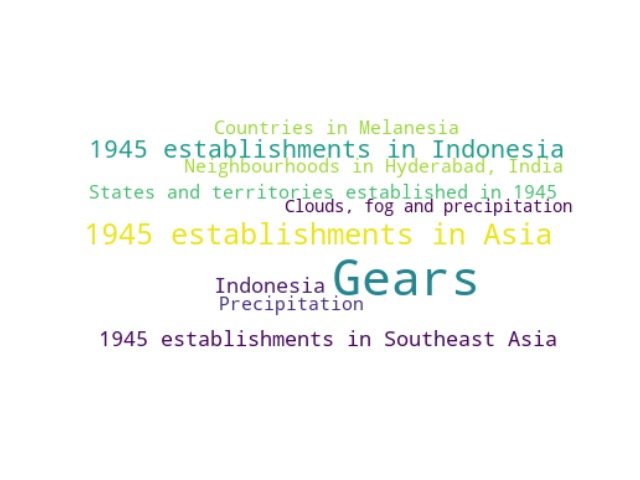 Countries in Melanesia
1945 establishments in Indonesia
Neighbourhoods in Hyderabad, India
States and territories established in 1945
Clouds, fog and precipitation
1945 establishments in Asia
Indonesia Gears
Precipitation
1945 establishments in Southeast Asia